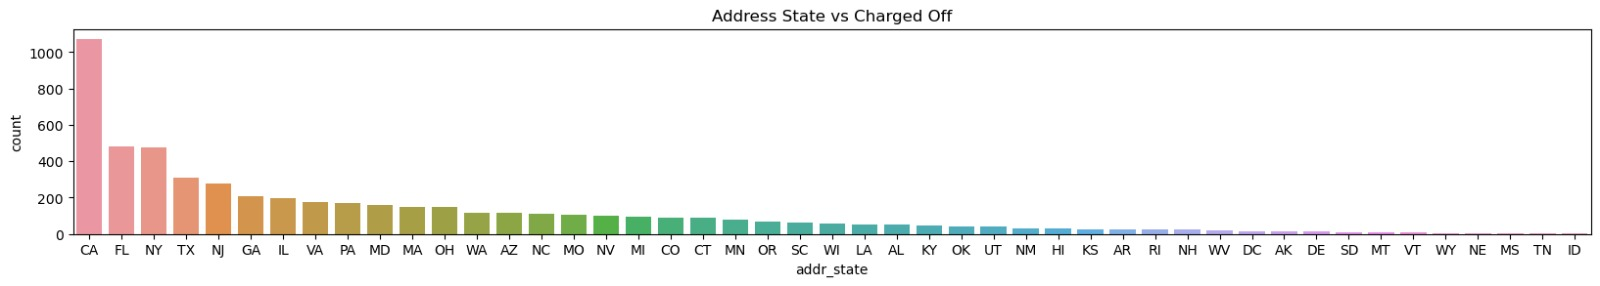 Address State vs Charged Off
count
1000
800
600
400
200
0
CA FL NY TX NJ GA IL VA PA MD MA OH WA AZ NC MO NV MI CO CT MN OR SC WI LA AL KY OK UT NM HI KS AR RI NH WV DC AK DE SD MT VT WY NE MS TN ID
addr_state